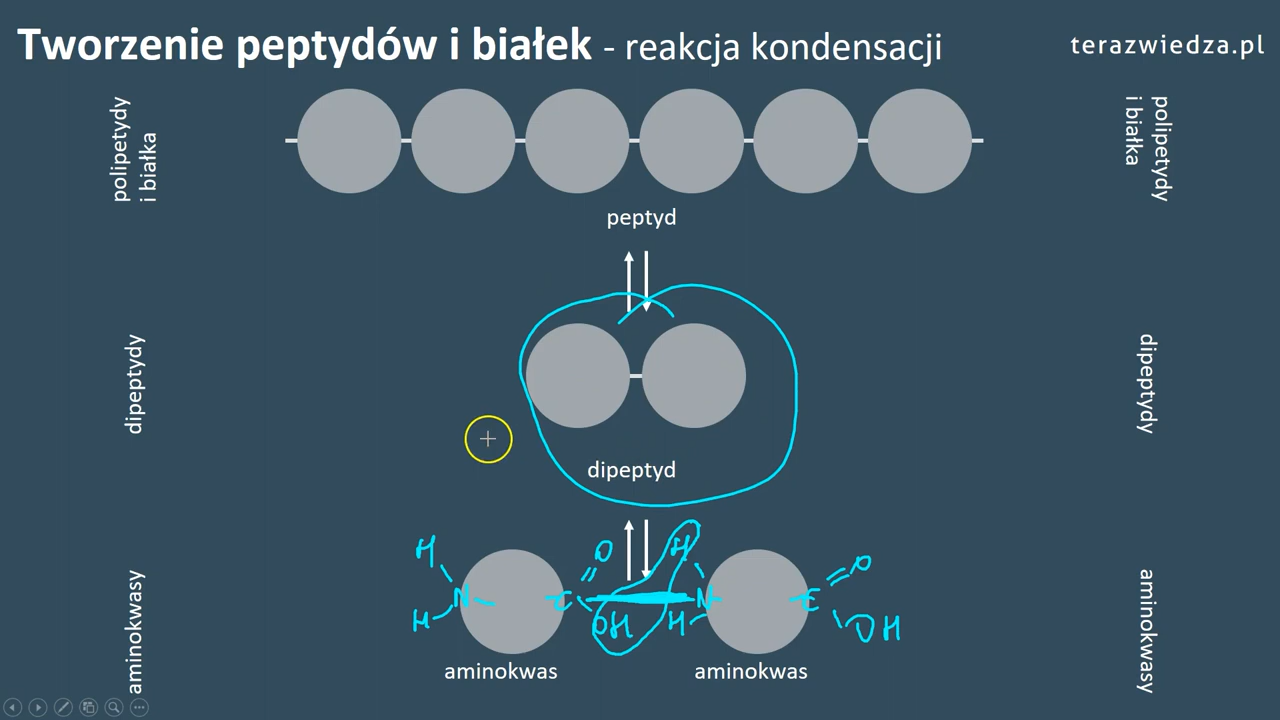 Tworzenie peptydów i białek - reakcja kondensacji
terazwiedza.pl
polipetydy
i białka
polipetydy
i białka
peptyd
dipeptydy
dipeptydy
dipeptyd
H
O
H
O
N
C
N
C
H
OH
H
OH
aminokwasy
aminokwasy
aminokwas
aminokwas